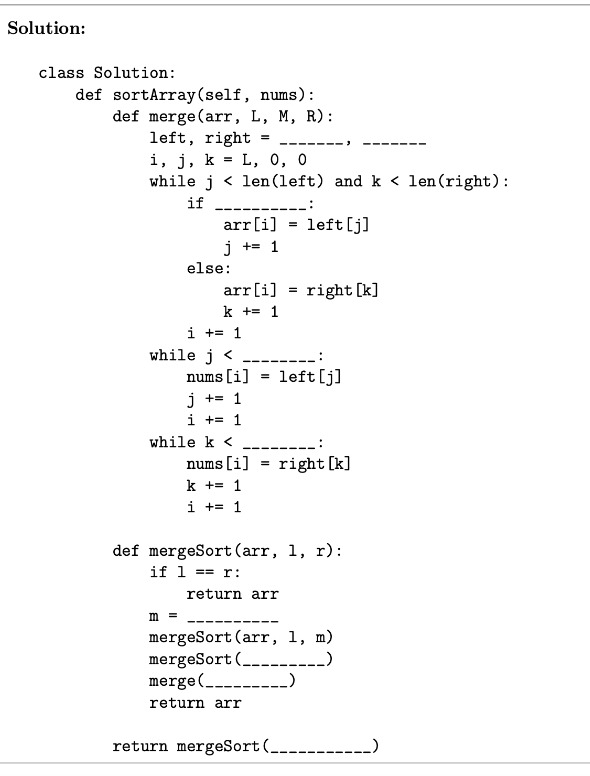 Solution:
class Solution:
    def sortArray(self, nums):
        def merge(arr, L, M, R):
            left, right = _______, _______
            i, j, k = L, 0, 0
            while j < len(left) and k < len(right):
                if __________:
                    arr[i] = left[j]
                    j += 1
                else:
                    arr[i] = right[k]
                    k += 1
                i += 1
            while j < ________:
                nums[i] = left[j]
                j += 1
                i += 1
            while k < ________:
                nums[i] = right[k]
                k += 1
                i += 1
        def mergeSort(arr, l, r):
            if l == r:
                return arr
            m = __________
            mergeSort(arr, l, m)
            mergeSort(_________)
            merge(_________)
            return arr
        return mergeSort(___________)